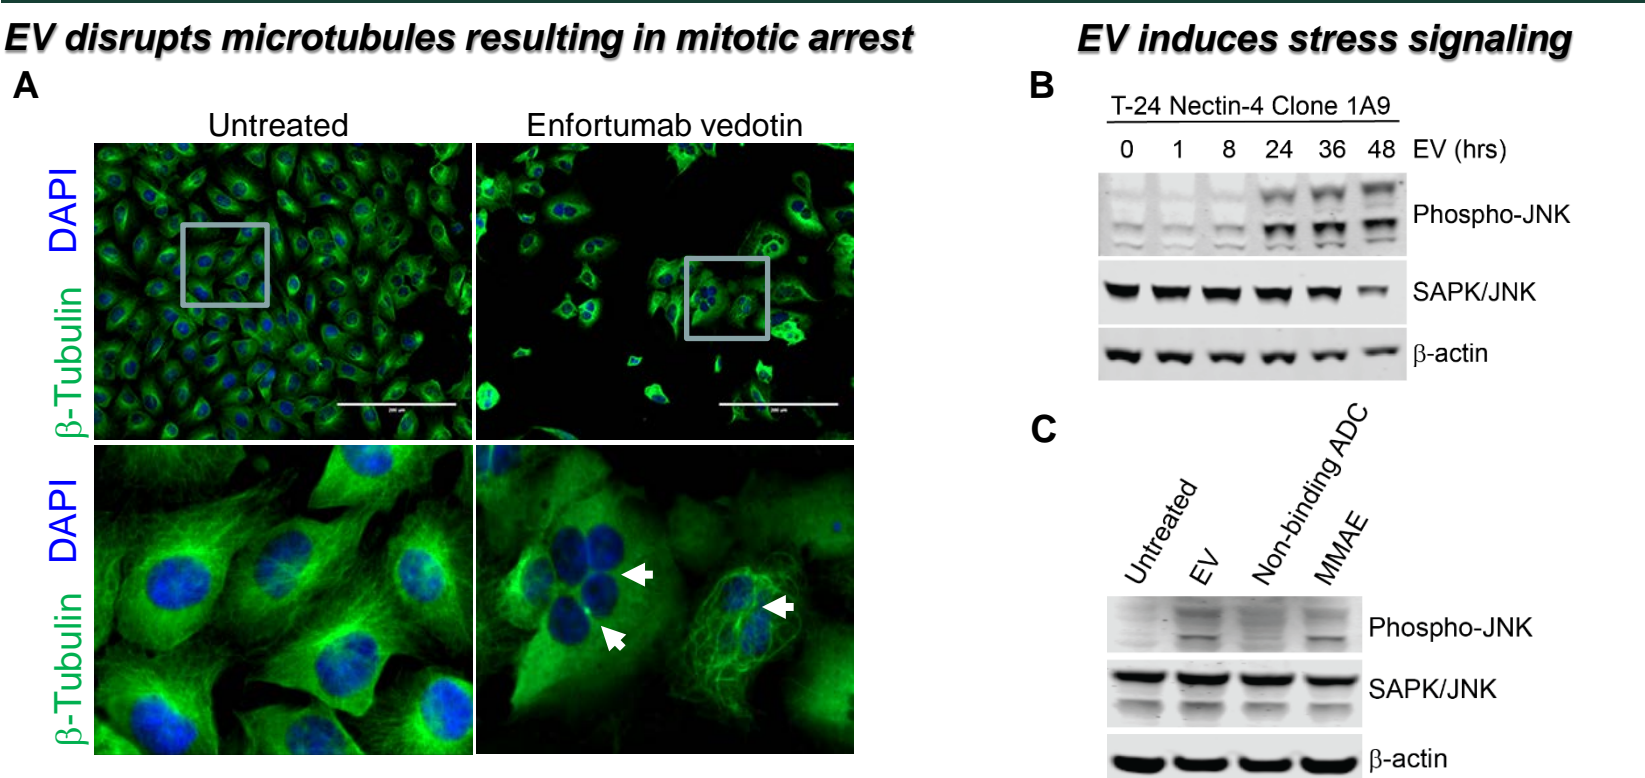 EV disrupts microtubules resulting in mitotic arrest
EV induces stress signaling
A
Untreated
Enfortumab vedotin
β-Tubulin DAPI
β-Tubulin DAPI
B
T-24 Nectin-4 Clone 1A9
0 1 8 24 36 48 EV (hrs)
Phospho-JNK
SAPK/JNK
β-actin
C
Untreated
EV
Non-binding ADC
MMAE
Phospho-JNK
SAPK/JNK
β-actin